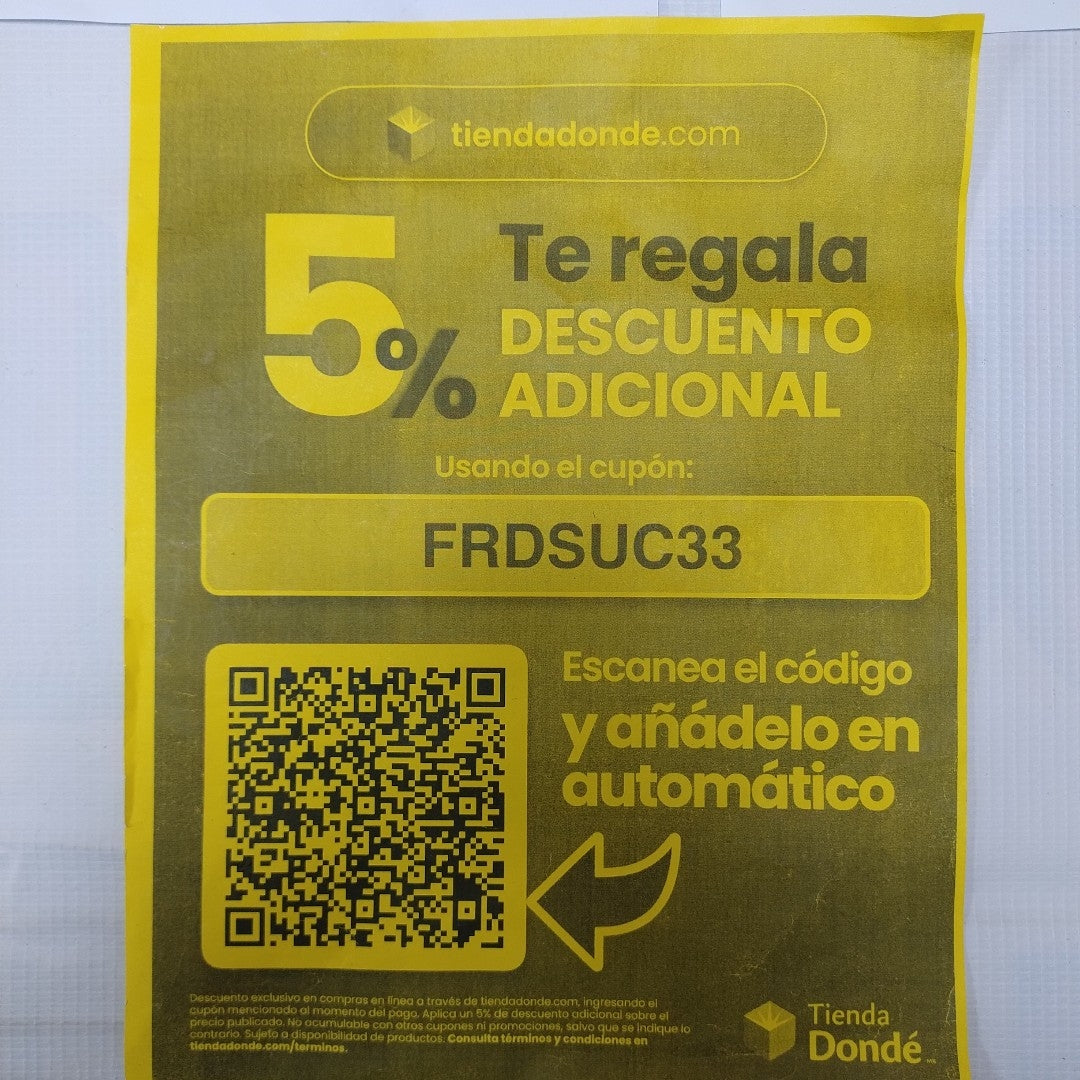 tiendadonde.com
5%
Te regala
DESCUENTO
ADICIONAL
Usando el cupón:
FRDSUC33
Escanea el código
y añádelo en
automático
Descuento exclusivo en compras en línea a través de tiendadonde.com, ingresando el
cupón mencionado al momento del pago. Aplica un 5% de descuento adicional sobre el
precio publicado. No acumulable con otros cupones ni promociones, salvo que se indique lo
contrario. Sujeto a disponibilidad de productos. Consulta términos y condiciones en
tiendadonde.com/terminos.
Tienda
Dondé